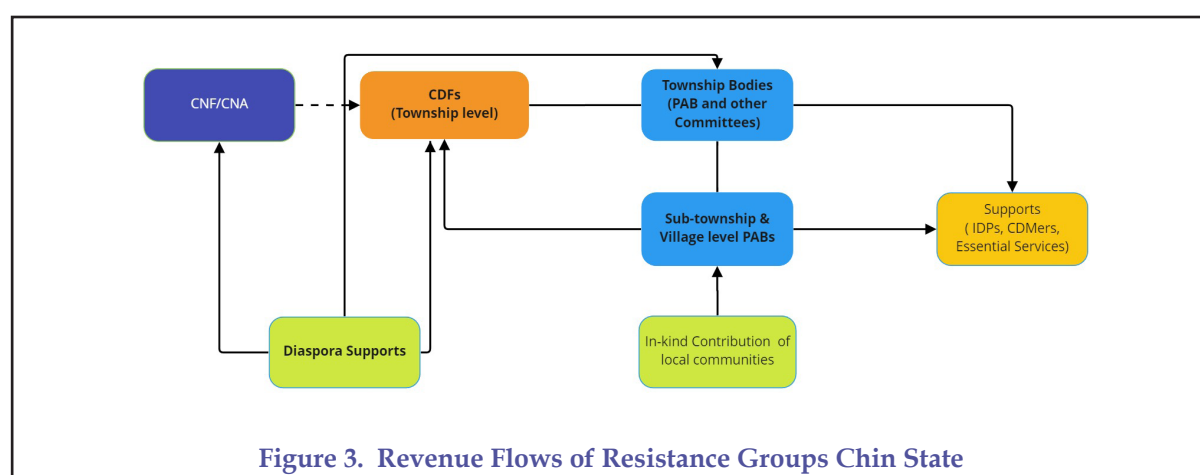 CNF/CNA
CDFs
(Township level)
Township Bodies
(PAB and other
Committees)
Sub-township &
Village level PABs
Supports
( IDPs, CDMers,
Essential Services)
Diaspora Supports
In-kind Contribution of
local communities
Figure 3. Revenue Flows of Resistance Groups Chin State